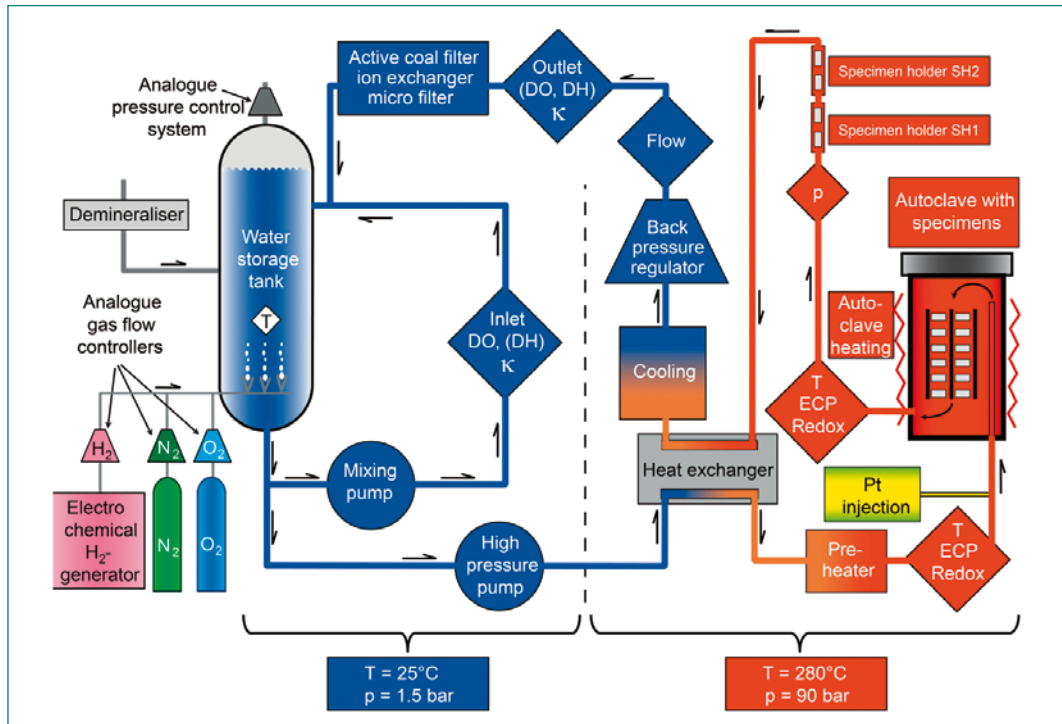 Analogue
pressure control
system
Active coal filter
ion exchanger
micro filter
Outlet
(DO, DH)
κ
Flow
Back
pressure
regulator
Cooling
Demineraliser
Water
storage
tank
T
Analogue
gas flow
controllers
H₂
N₂
O₂
Electro
chemical
H₂-
generator
N₂
O₂
Inlet
DO, (DH)
κ
Mixing
pump
High
pressure
pump
Heat exchanger
Specimen holder SH2
Specimen holder SH1
p
Autoclave with
specimens
Auto-
clave
heating
T
ECP
Redox
Pt
injection
Pre-
heater
T
ECP
Redox
T = 25°C
p = 1.5 bar
T = 280°C
p = 90 bar